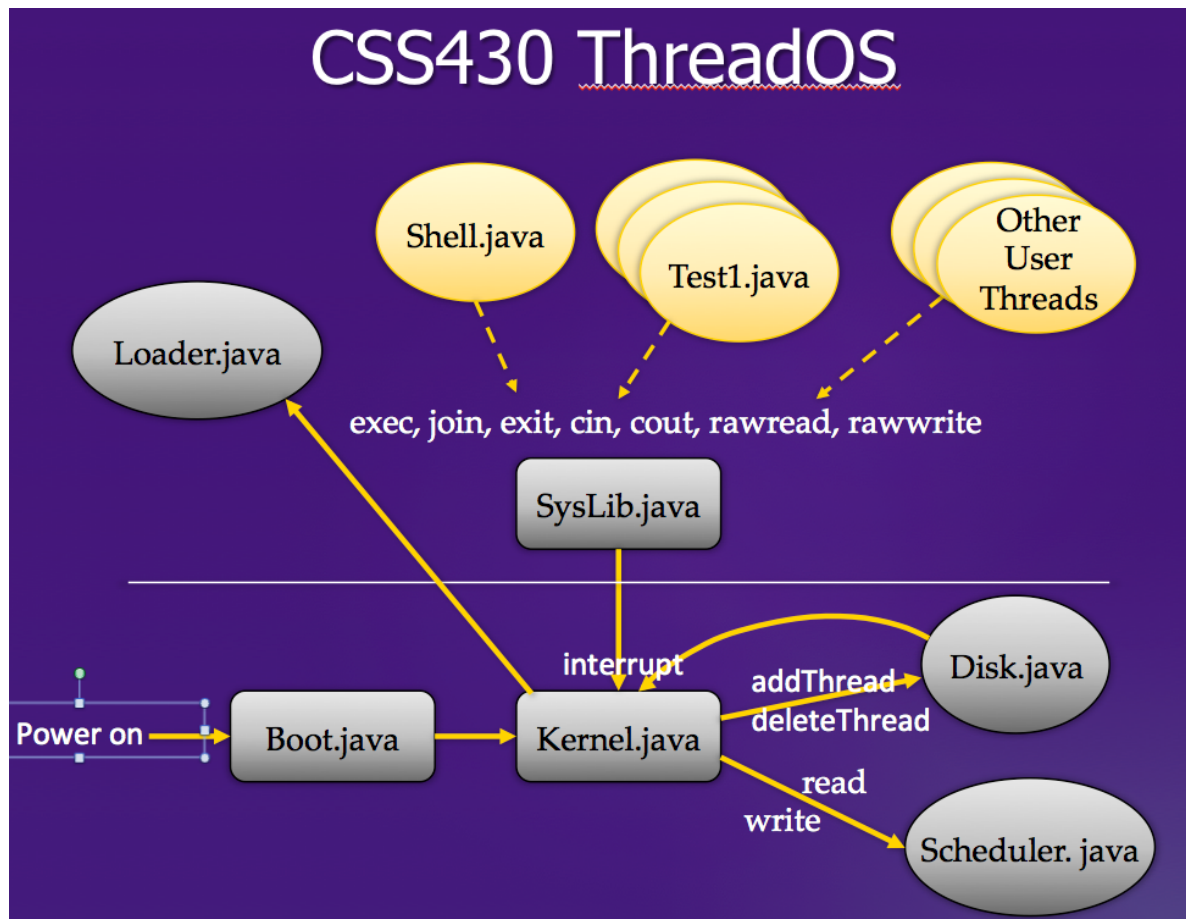 CSS430 ThreadOS
Shell.java
Test1.java
Other
User
Threads
Loader.java
exec, join, exit, cin, cout, rawread, rawwrite
SysLib.java
interrupt
addThread
deleteThread
Disk.java
Power on
Boot.java
Kernel.java
read
write
Scheduler. java